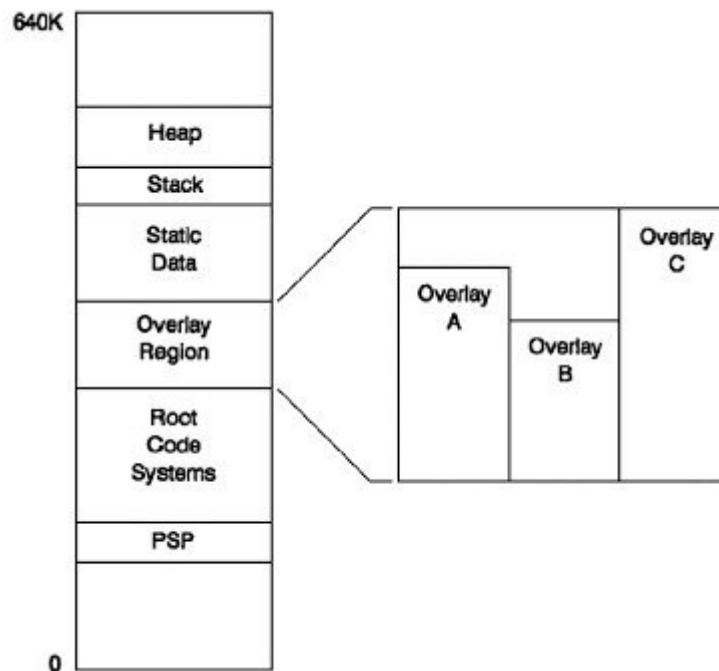 640K
Heap
Stack
Static
Data
Overlay
Region
Root
Code
Systems
PSP
0
Overlay
A
Overlay
B
Overlay
C